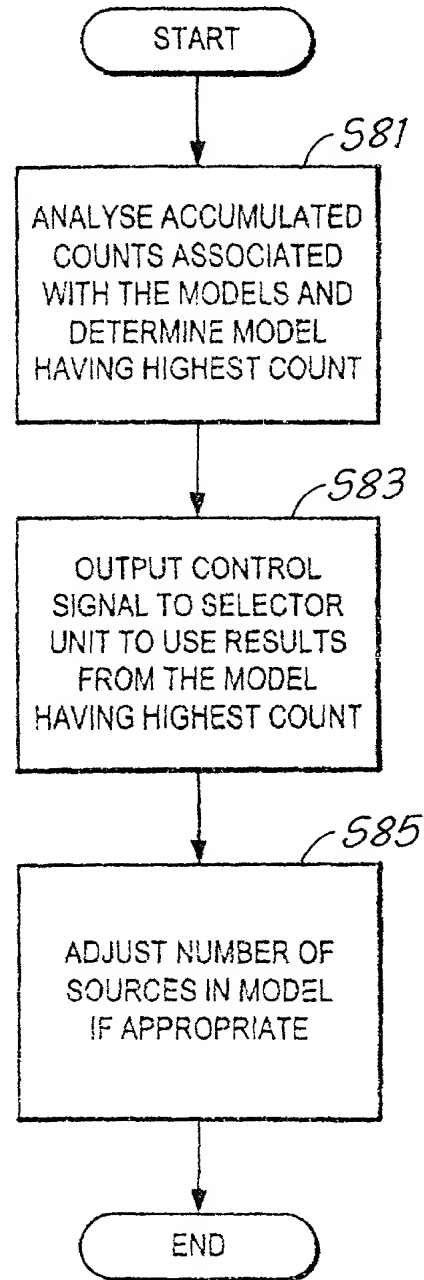 START
S81
ANALYSE ACCUMULATED
COUNTS ASSOCIATED
WITH THE MODELS AND
DETERMINE MODEL
HAVING HIGHEST COUNT
S83
OUTPUT CONTROL
SIGNAL TO SELECTOR
UNIT TO USE RESULTS
FROM THE MODEL
HAVING HIGHEST COUNT
S85
ADJUST NUMBER OF
SOURCES IN MODEL
IF APPROPRIATE
END